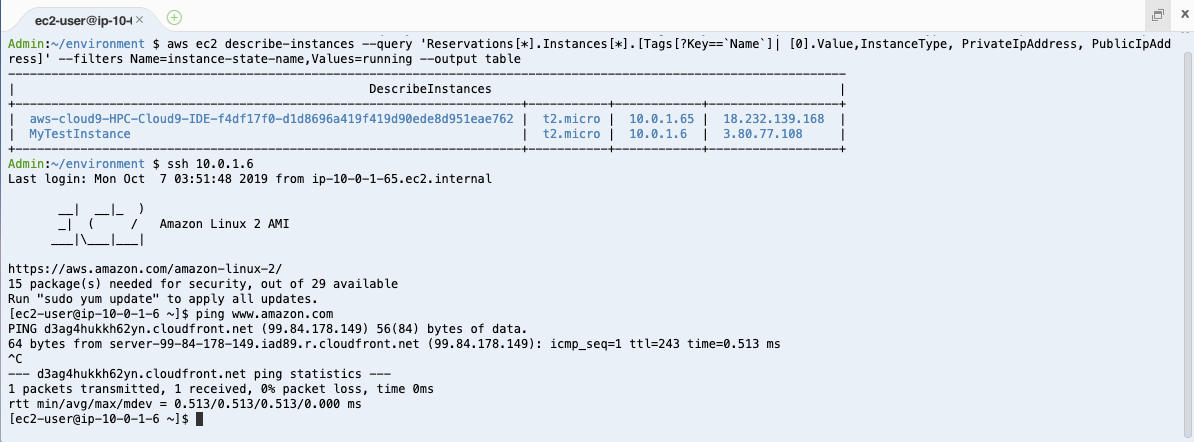 ec2-user@ip-10-
Admin:~/environment $ aws ec2 describe-instances --query 'Reservations[*].Instances[*].[Tags[?Key==`Name`]| [0].Value,InstanceType, PrivateIpAddress, PublicIpAdd
ress]' --filters Name=instance-state-name,Values=running --output table
| DescribeInstances |
| aws-cloud9-HPC-Cloud9-IDE-f4df17f0-d1d8696a419f419d90ede8d951eae762 | t2.micro | 10.0.1.65 | 18.232.139.168 |
| MyTestInstance | t2.micro | 10.0.1.6 | 3.80.77.108 |
Admin:~/environment $ ssh 10.0.1.6
Last login: Mon Oct  7 03:51:48 2019 from ip-10-0-1-65.ec2.internal
__|  __|_  )
_|  (     /   Amazon Linux 2 AMI
___|\___|___|
https://aws.amazon.com/amazon-linux-2/
15 package(s) needed for security, out of 29 available
Run "sudo yum update" to apply all updates.
[ec2-user@ip-10-0-1-6 ~]$ ping www.amazon.com
PING d3ag4hukkh62yn.cloudfront.net (99.84.178.149) 56(84) bytes of data.
64 bytes from server-99-84-178-149.iad89.r.cloudfront.net (99.84.178.149): icmp_seq=1 ttl=243 time=0.513 ms
^C
--- d3ag4hukkh62yn.cloudfront.net ping statistics ---
1 packets transmitted, 1 received, 0% packet loss, time 0ms
rtt min/avg/max/mdev = 0.513/0.513/0.513/0.000 ms
[ec2-user@ip-10-0-1-6 ~]$